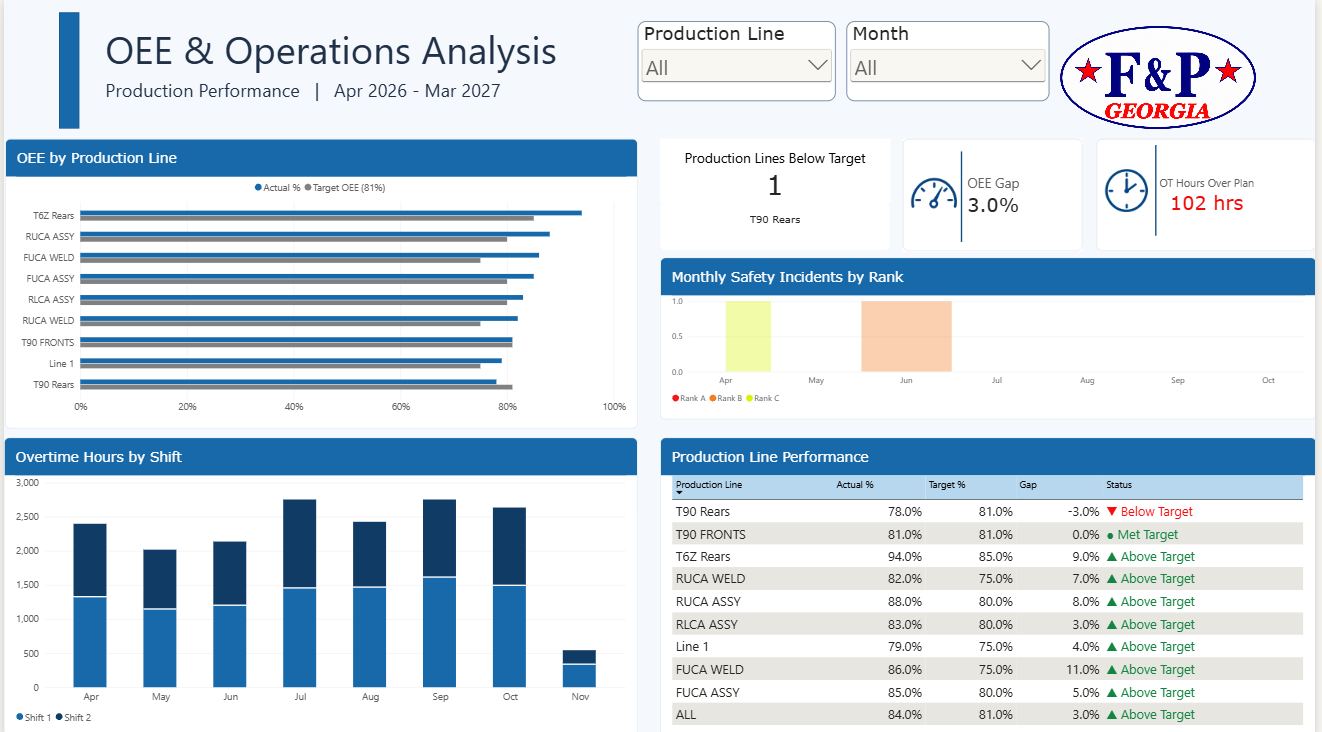 OEE & Operations Analysis
Production Performance | Apr 2026 - Mar 2027
Production Line
All
Month
All
F&P
GEORGIA
OEE by Production Line
Actual % Target OEE (81%)
T6Z Rears
RUCA ASSY
FUCA WELD
FUCA ASSY
RLCA ASSY
RUCA WELD
T90 FRONTS
Line 1
T90 Rears
0% 20% 40% 60% 80% 100%
Production Lines Below Target
1
T90 Rears
OEE Gap
3.0%
OT Hours Over Plan
102 hrs
Monthly Safety Incidents by Rank
1.0
0.5
0.0
Apr May Jun Jul Aug Sep Oct
Rank A Rank B Rank C
Overtime Hours by Shift
3,000
2,500
2,000
1,500
1,000
500
0
Apr May Jun Jul Aug Sep Oct Nov
Shift 1 Shift 2
Production Line Performance
Production Line Actual % Target % Gap Status
T90 Rears 78.0% 81.0% -3.0% ▼ Below Target
T90 FRONTS 81.0% 81.0% 0.0% ● Met Target
T6Z Rears 94.0% 85.0% 9.0% ▲ Above Target
RUCA WELD 82.0% 75.0% 7.0% ▲ Above Target
RUCA ASSY 88.0% 80.0% 8.0% ▲ Above Target
RLCA ASSY 83.0% 80.0% 3.0% ▲ Above Target
Line 1 79.0% 75.0% 4.0% ▲ Above Target
FUCA WELD 86.0% 75.0% 11.0% ▲ Above Target
FUCA ASSY 85.0% 80.0% 5.0% ▲ Above Target
ALL 84.0% 81.0% 3.0% ▲ Above Target